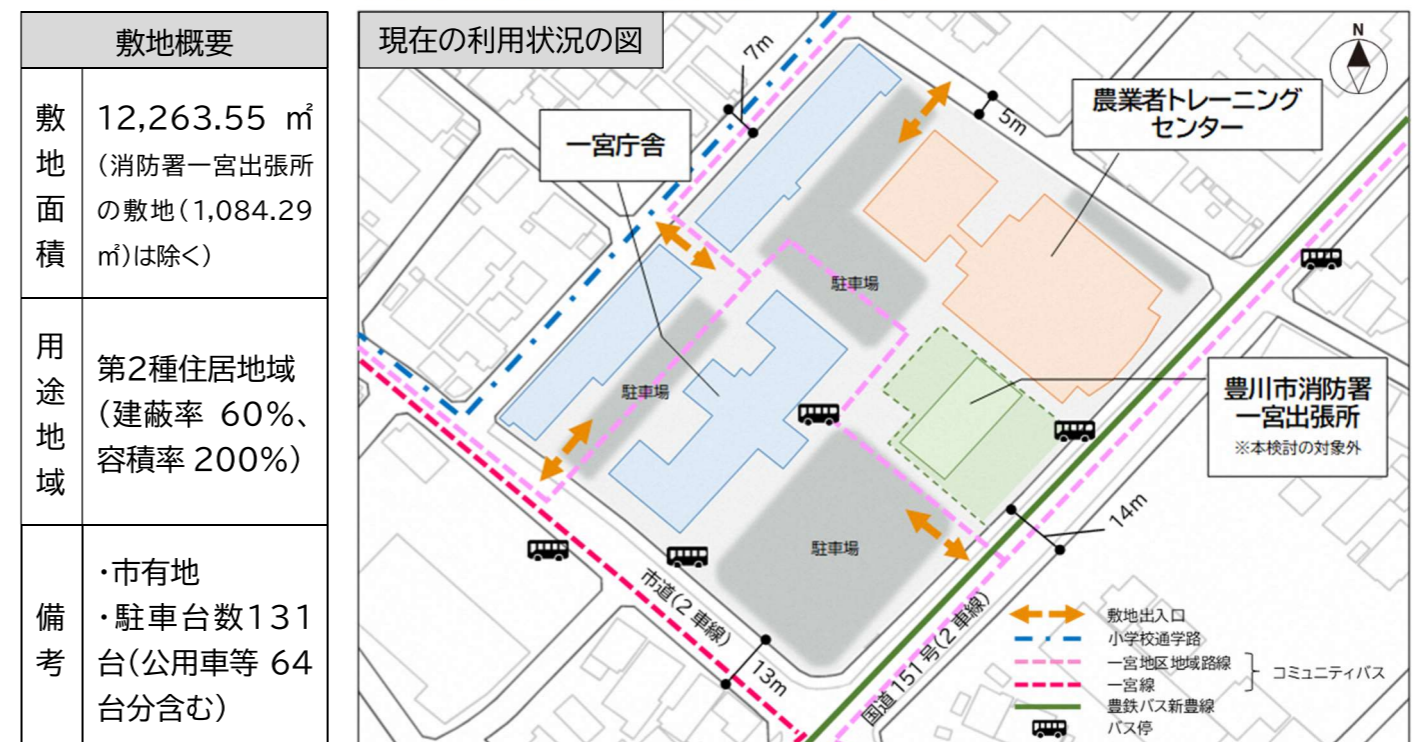 敷地概要
敷地面積
12,263.55 ㎡
(消防署一宮出張所
の敷地(1,084.29
㎡)は除く)
用途地域
第2種住居地域
(建蔽率 60%、
容積率 200%)
備考
・市有地
・駐車台数131
台(公用車等 64
台分含む)
現在の利用状況の図
N
7m
5m
農業者トレーニング
センター
一宮庁舎
駐車場
駐車場
豊川市消防署
一宮出張所
※本検討の対象外
14m
駐車場
市道(2車線)
13m
国道151号(2車線)
敷地出入口
小学校通学路
一宮地区地域路線
一宮線
コミュニティバス
豊鉄バス新豊線
バス停